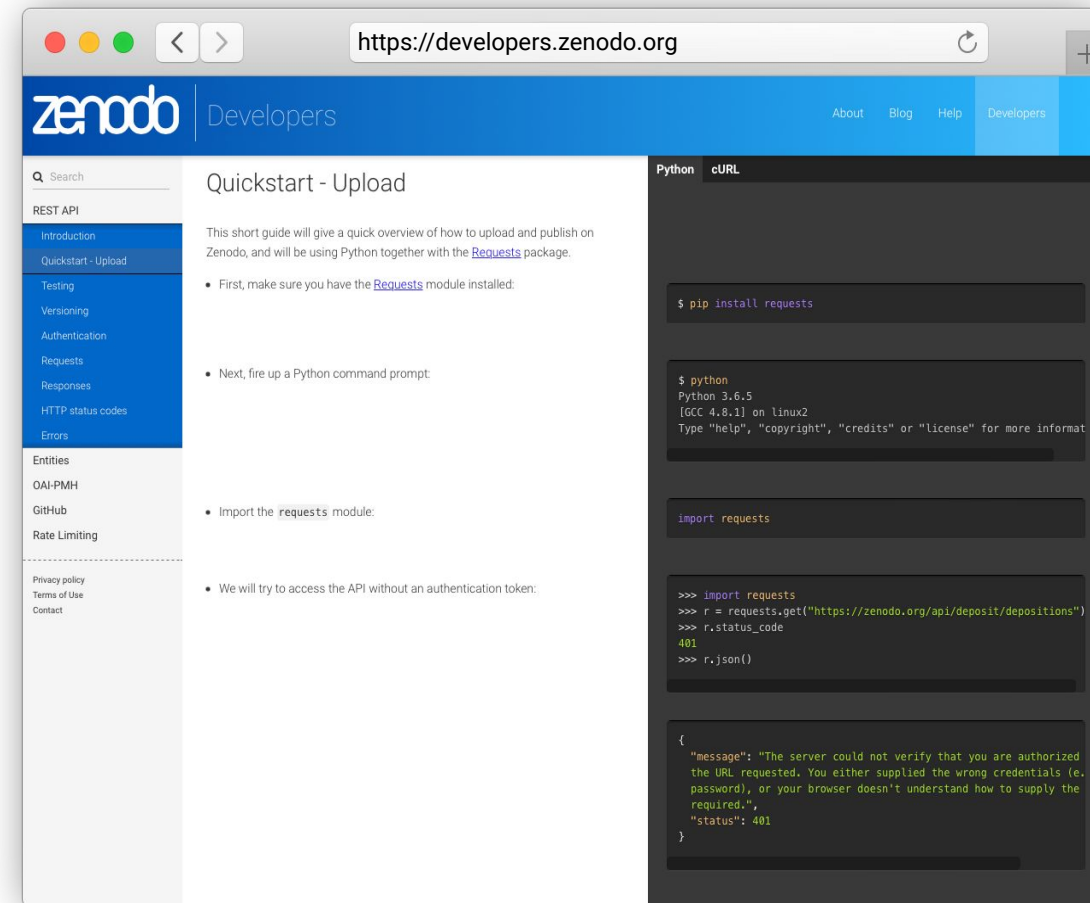 https://developers.zenodo.org
zenodo
Developers
About Blog Help Developers
Search
REST API
Introduction
Quickstart - Upload
Testing
Versioning
Authentication
Requests
Responses
HTTP status codes
Errors
Entities
OAI-PMH
GitHub
Rate Limiting
Privacy policy
Terms of Use
Contact
Quickstart - Upload
This short guide will give a quick overview of how to upload and publish on
Zenodo, and will be using Python together with the Requests package.
• First, make sure you have the Requests module installed:
• Next, fire up a Python command prompt:
• Import the requests module:
• We will try to access the API without an authentication token:
Python cURL
$ pip install requests
$ python
Python 3.6.5
[GCC 4.8.1] on linux2
Type "help", "copyright", "credits" or "license" for more informat
import requests
>>> import requests
>>> r = requests.get("https://zenodo.org/api/deposit/depositions")
>>> r.status_code
401
>>> r.json()
{
"message": "The server could not verify that you are authorized
the URL requested. You either supplied the wrong credentials (e.
password), or your browser doesn't understand how to supply the
required.",
"status": 401
}